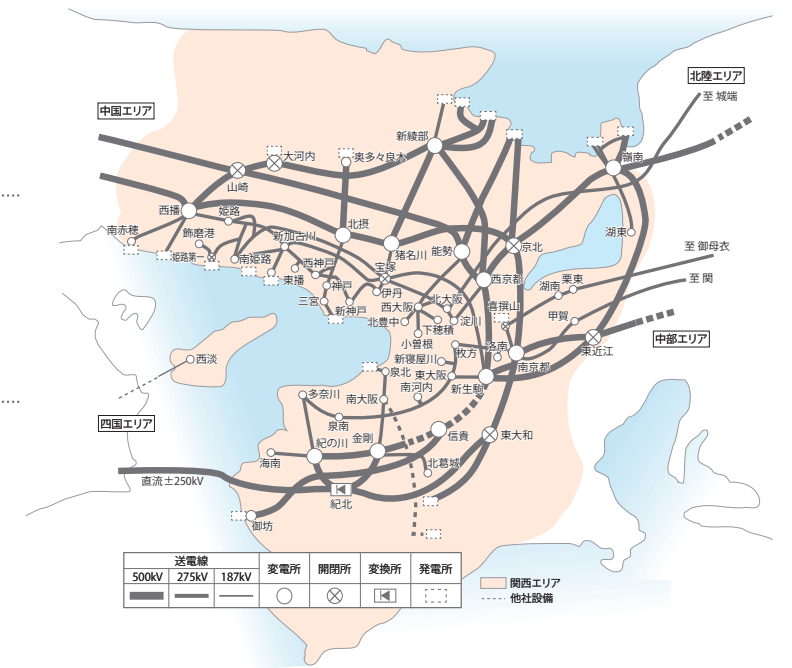 北陸エリア
至 城端
中国エリア
新綾部
大河内
奥多々良木
嶺南
山崎
西播
姫路
北摂
南赤穂
飾磨港
新加古川
猪名川
能勢
京北
湖東
至 御母衣
姫路第一
南姫路
西神戸
宝塚
東播
神戸
伊丹
西京都
湖南
栗東
至 関
三宮
新神戸
西大阪
北大阪
喜撰山
甲賀
北豊中
下穂積
淀川
小曽根
枚方
洛南
東近江
中部エリア
西淡
新寝屋川
南京都
泉北
東大阪
南河内
新生駒
多奈川
南大阪
四国エリア
泉南
金剛
信貴
東大和
紀の川
海南
北葛城
直流±250kV
紀北
御坊
送電線
変電所
開閉所
変換所
発電所
500kV
275kV
187kV
関西エリア
他社設備